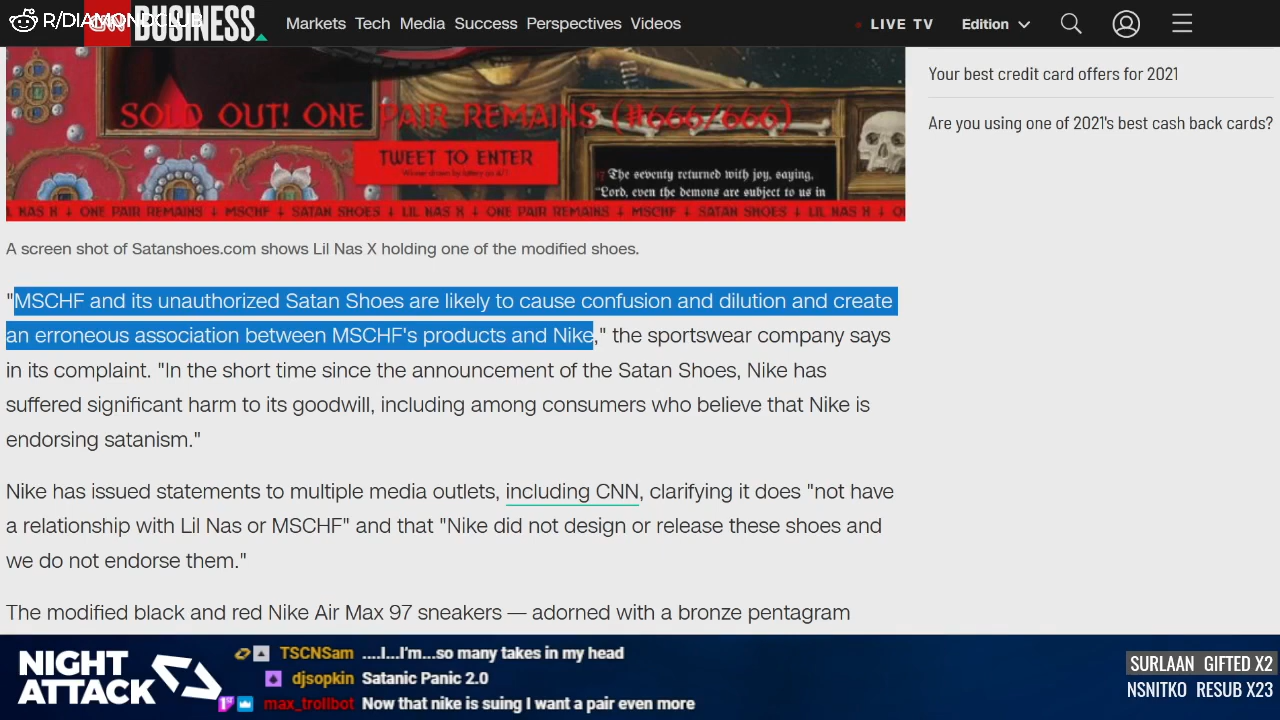 R/DIAMONDCLUB
CNN BUSINESS Markets Tech Media Success Perspectives Videos LIVE TV Edition
SOLD OUT! ONE PAIR REMAINS (#666/666)
TWEET TO ENTER
17 The seventy returned with joy, saying,
"Lord, even the demons are subject to us in
NAS X ONE PAIR REMAINS MSCHF SATAN SHOES LIL NAS X ONE PAIR REMAINS MSCHF SATAN SHOES LIL NAS X
Your best credit card offers for 2021
Are you using one of 2021's best cash back cards?
A screen shot of Satanshoes.com shows Lil Nas X holding one of the modified shoes.
"MSCHF and its unauthorized Satan Shoes are likely to cause confusion and dilution and create
an erroneous association between MSCHF's products and Nike," the sportswear company says
in its complaint. "In the short time since the announcement of the Satan Shoes, Nike has
suffered significant harm to its goodwill, including among consumers who believe that Nike is
endorsing satanism."
Nike has issued statements to multiple media outlets, including CNN, clarifying it does "not have
a relationship with Lil Nas or MSCHF" and that "Nike did not design or release these shoes and
we do not endorse them."
The modified black and red Nike Air Max 97 sneakers — adorned with a bronze pentagram
NIGHT
ATTACK
TSCNSam ....I...I'm...so many takes in my head
djsopkin Satanic Panic 2.0
max_trollbot Now that nike is suing I want a pair even more
SURLAAN GIFTED X2
NSNITKO RESUB X23